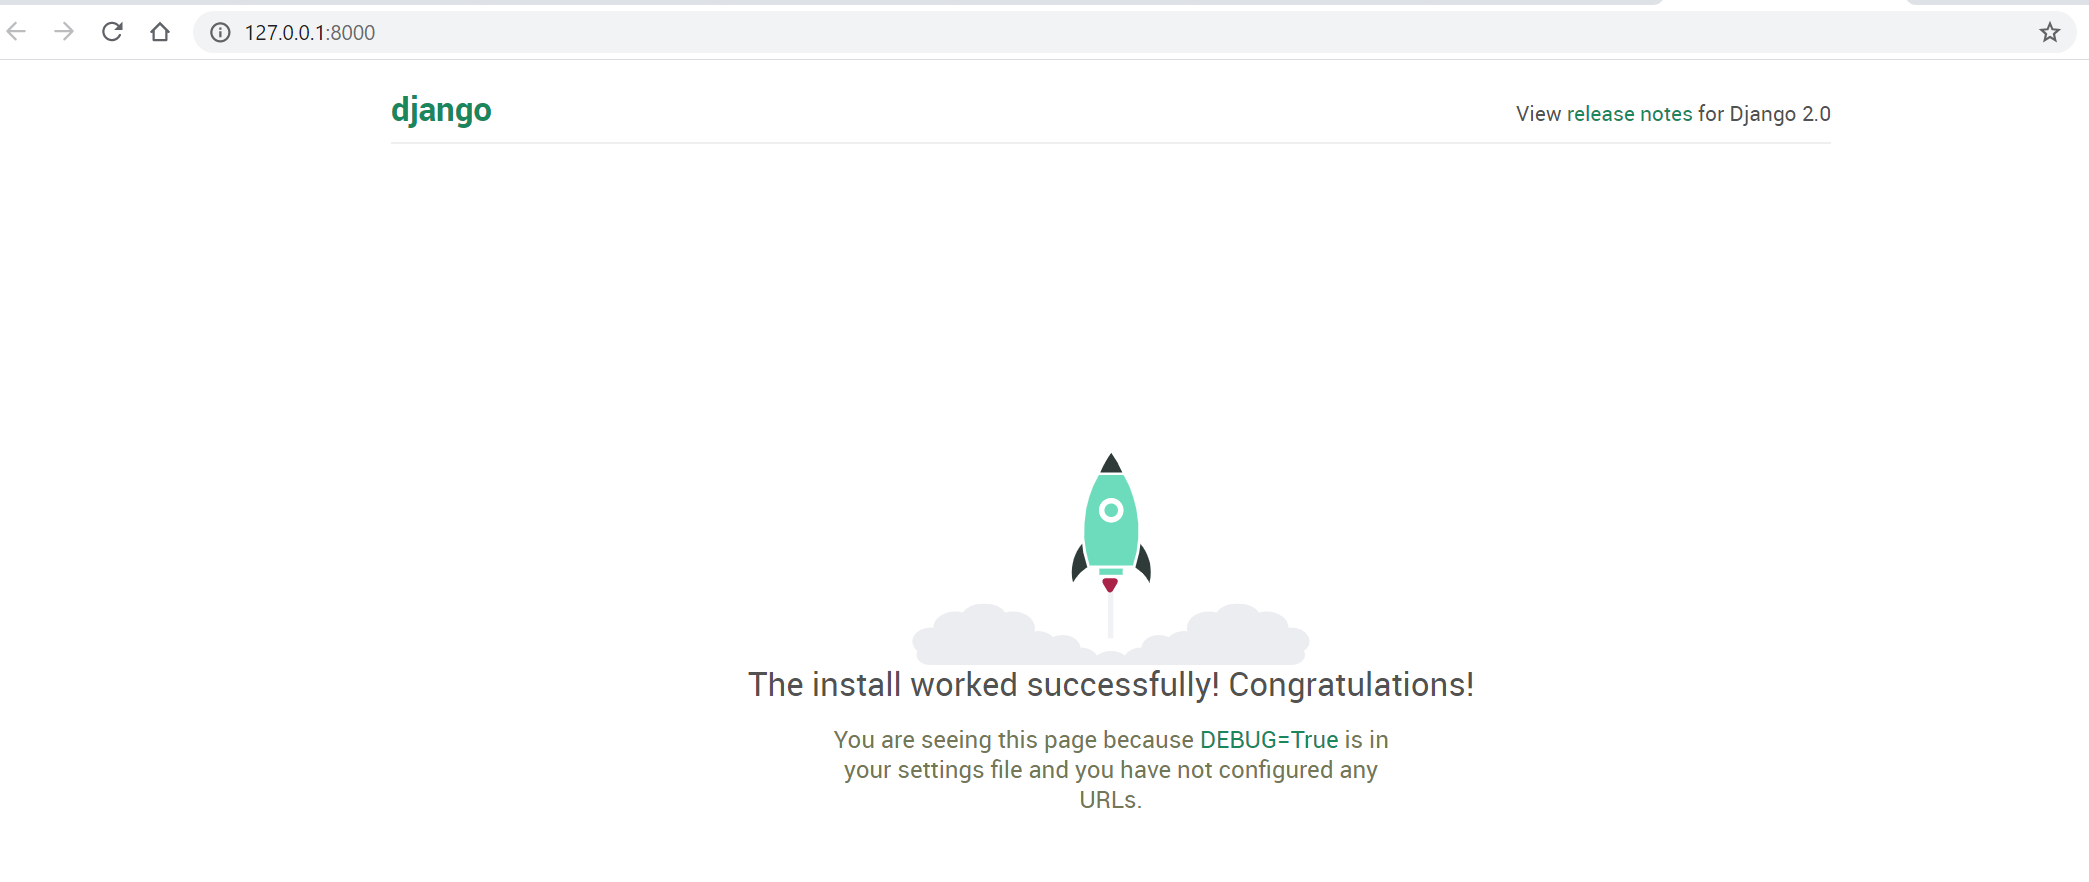 127.0.0.1:8000
django
View release notes for Django 2.0
The install worked successfully! Congratulations!
You are seeing this page because DEBUG=True is in
your settings file and you have not configured any
URLs.